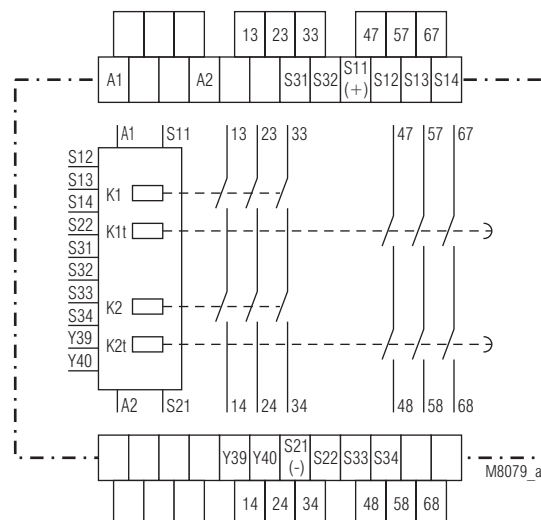 13 23 33 47 57 67
A1 A2 S31 S32 S11 (+) S12 S13 S14
A1 S11 13 23 33 47 57 67
S12
S13
K1
S14
S22
K1t
S31
S32
S33
K2
S34
Y39
K2t
Y40
A2 S21 14 24 34 48 58 68
Y39 Y40 S21 (-) S22 S33 S34
M8079_a
14 24 34 48 58 68